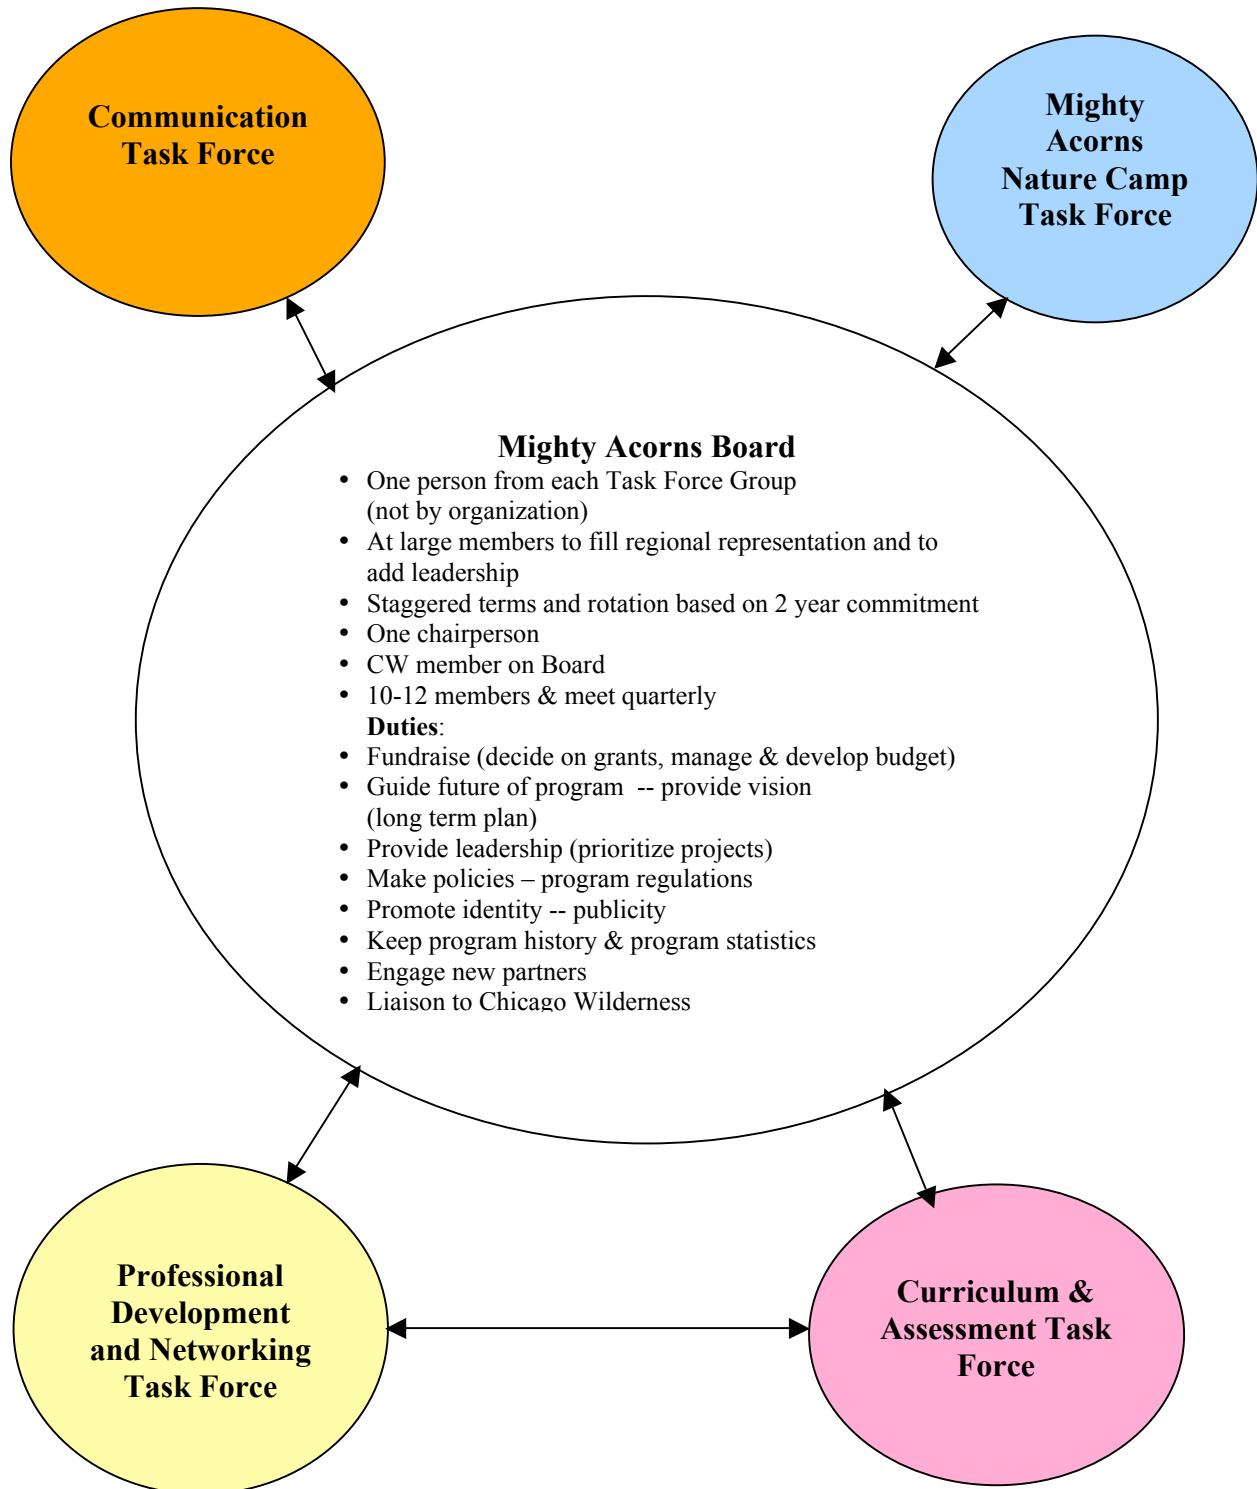 Communication
Task Force
Mighty
Acorns
Nature Camp
Task Force
Mighty Acorns Board
• One person from each Task Force Group
(not by organization)
• At large members to fill regional representation and to
add leadership
• Staggered terms and rotation based on 2 year commitment
• One chairperson
• CW member on Board
• 10-12 members & meet quarterly
Duties:
• Fundraise (decide on grants, manage & develop budget)
• Guide future of program -- provide vision
(long term plan)
• Provide leadership (prioritize projects)
• Make policies – program regulations
• Promote identity -- publicity
• Keep program history & program statistics
• Engage new partners
• Liaison to Chicago Wilderness
Professional
Development
and Networking
Task Force
Curriculum &
Assessment Task
Force